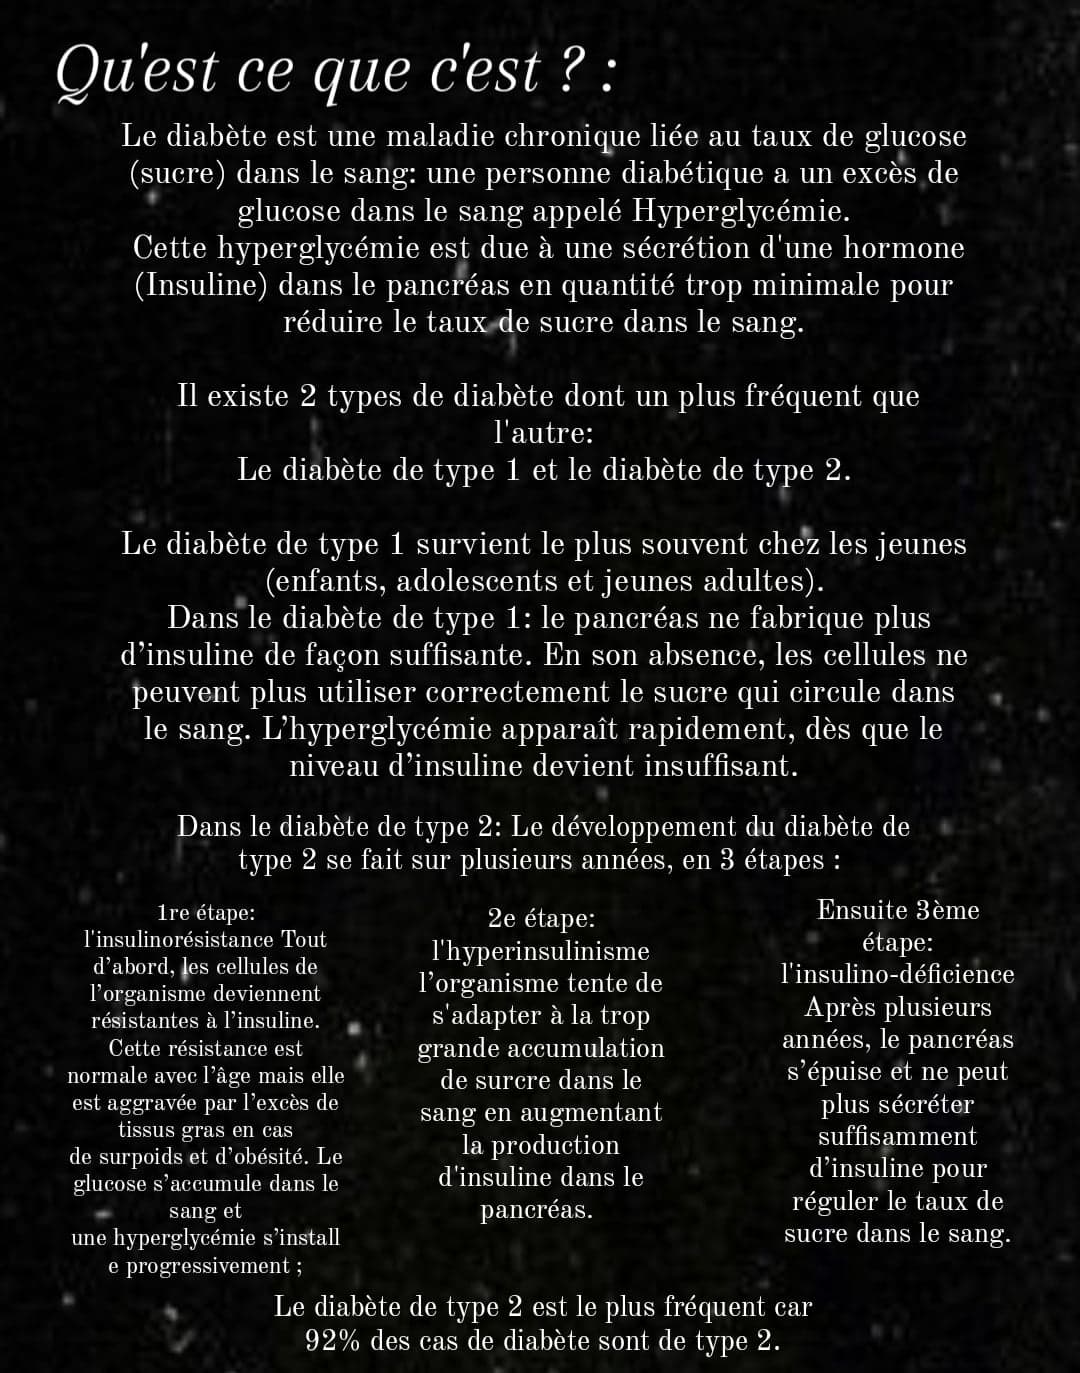 Qu'est ce que c'est ? :
Le diabète est une maladie chronique liée au taux de glucose
(sucre) dans le sang: une personne diabétique a un excès de
glucose dans le sang appelé Hyperglycémie.
Cette hyperglycémie est due à une sécrétion d'une hormone
(Insuline) dans le pancréas en quantité trop minimale pour
réduire le taux de sucre dans le sang.
Il existe 2 types de diabète dont un plus fréquent que
l'autre:
Le diabète de type 1 et le diabète de type 2.
Le diabète de type 1 survient le plus souvent chez les jeunes
(enfants, adolescents et jeunes adultes).
Dans le diabète de type 1: le pancréas ne fabrique plus
d’insuline de façon suffisante. En son absence, les cellules ne
peuvent plus utiliser correctement le sucre qui circule dans
le sang. L’hyperglycémie apparaît rapidement, dès que le
niveau d’insuline devient insuffisant.
Dans le diabète de type 2: Le développement du diabète de
type 2 se fait sur plusieurs années, en 3 étapes :
1re étape:
l'insulinorésistance Tout
d’abord, les cellules de
l’organisme deviennent
résistantes à l’insuline.
Cette résistance est
normale avec l’âge mais elle
est aggravée par l’excès de
tissus gras en cas
de surpoids et d’obésité. Le
glucose s’accumule dans le
sang et
une hyperglycémie s’install
e progressivement ;
2e étape:
l'hyperinsulinisme
l’organisme tente de
s'adapter à la trop
grande accumulation
de surcre dans le
sang en augmentant
la production
d'insuline dans le
pancréas.
Ensuite 3ème
étape:
l'insulino-déficience
Après plusieurs
années, le pancréas
s’épuise et ne peut
plus sécréter
suffisamment
d’insuline pour
réguler le taux de
sucre dans le sang.
Le diabète de type 2 est le plus fréquent car
92% des cas de diabète sont de type 2.